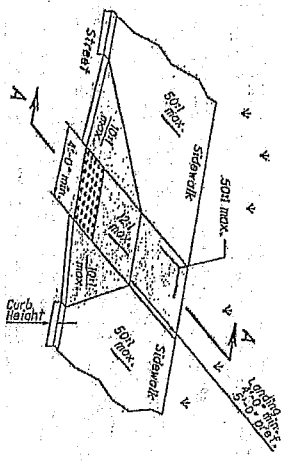 Street
A
50:1
max.
Sidewalk
50:1 max.
10:1
max.
4'-0" min.
12:1
max.
10:1
max.
Curb
Height
50:1
max.
Sidewalk
A
Landing
4'-0" min.
5'-0" pref.